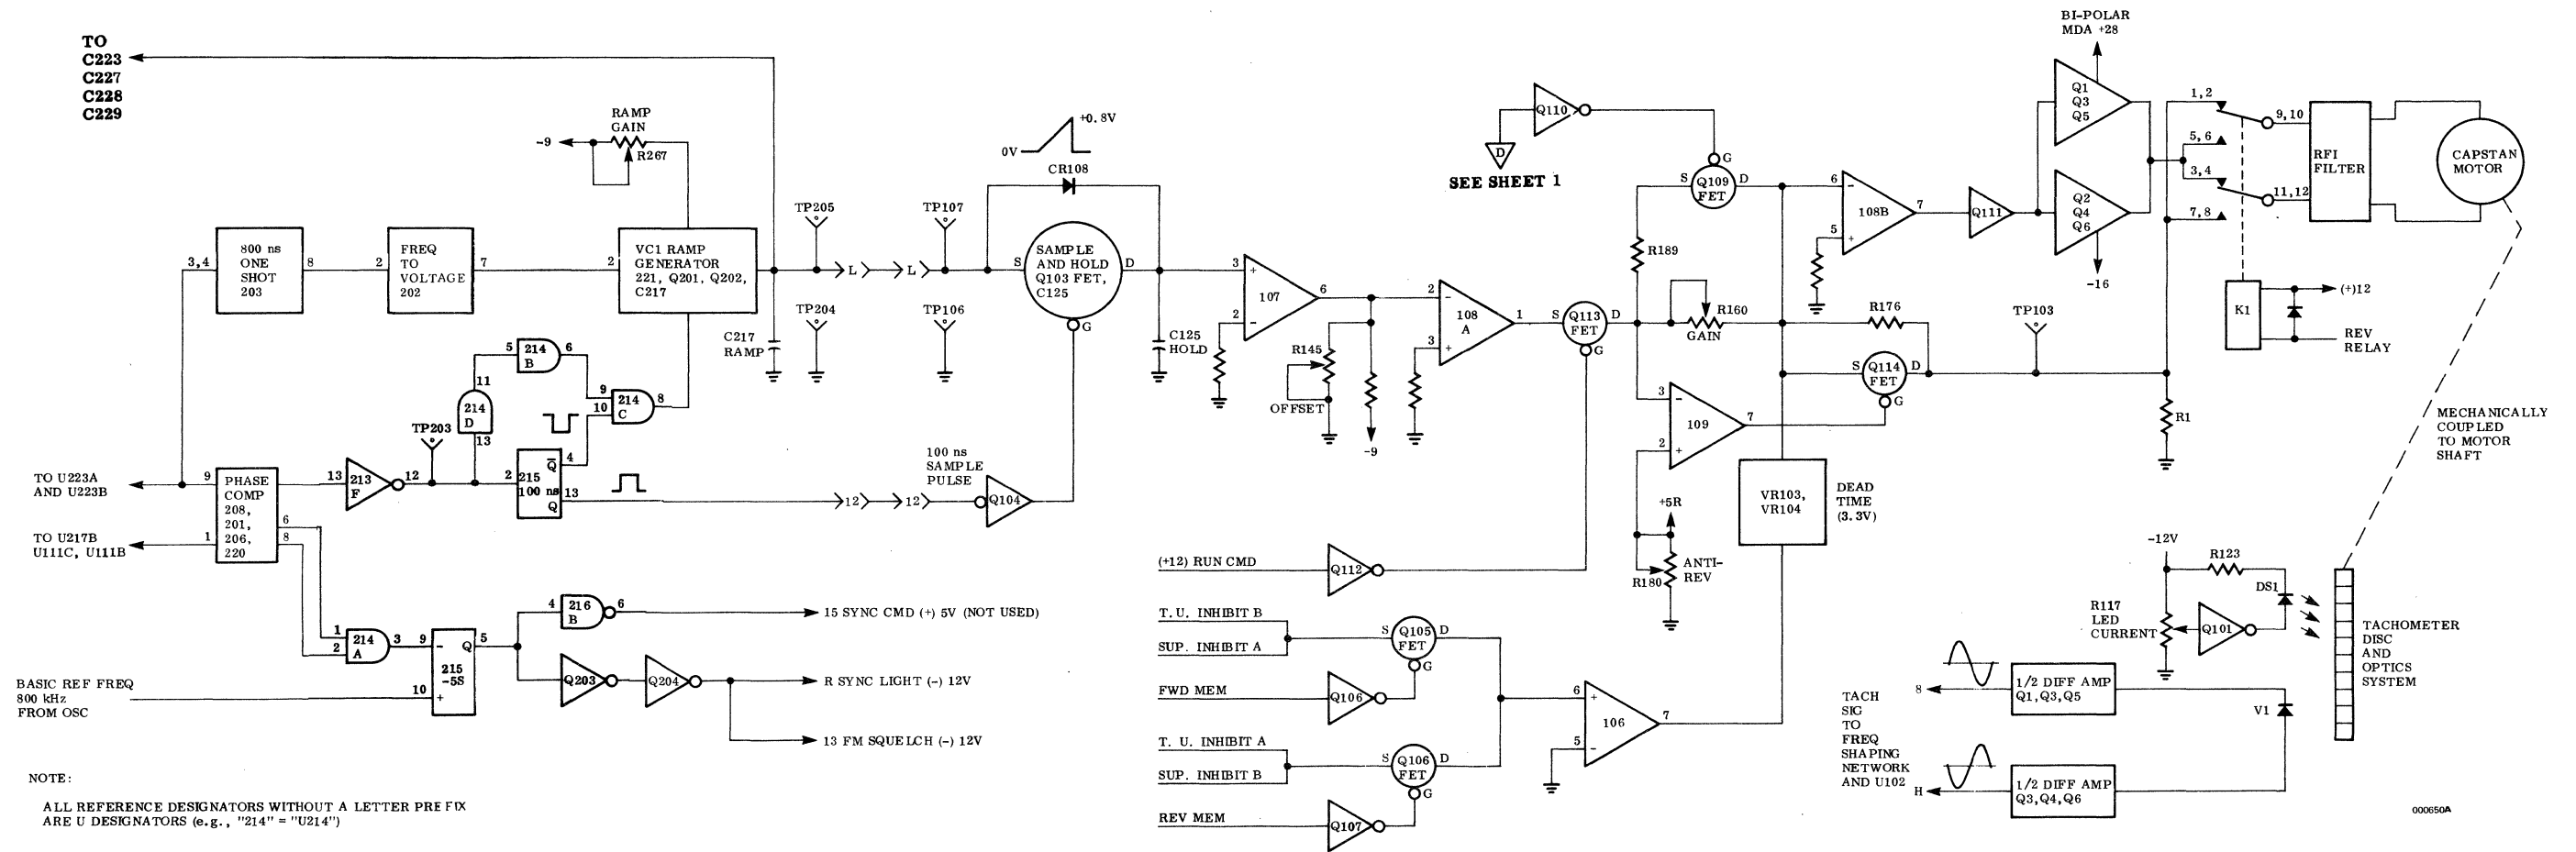 TO
C223
C227
C228
C229
RAMP
GAIN
-9
R267
800 ns
ONE
SHOT
203
3,4
8
FREQ
TO
VOLTAGE
202
2
7
VC1 RAMP
GENERATOR
221, Q201, Q202,
C217
2
TP205
TP204
L
L
TP107
TP106
C217
RAMP
0V
+0.8V
CR108
SAMPLE
AND HOLD
Q103 FET,
C125
S
D
G
C125
HOLD
107
3
+
2
-
6
R145
OFFSET
-9
108
A
2
-
3
+
1
Q113
FET
S
D
G
Q110
D
SEE SHEET 1
Q109
FET
S
D
G
R189
R160
GAIN
108B
6
-
5
+
7
Q111
BI-POLAR
MDA +28
Q1
Q3
Q5
Q2
Q4
Q6
-16
1, 2
5, 6
3, 4
7, 8
9, 10
11, 12
RFI
FILTER
CAPSTAN
MOTOR
K1
(+)12
REV
RELAY
R176
TP103
Q114
FET
S
D
G
R1
109
3
-
2
+
7
+5R
R180
ANTI-
REV
VR103,
VR104
DEAD
TIME
(3.3V)
MECHANICALLY
COUPLED
TO MOTOR
SHAFT
214
B
5
6
214
D
11
13
214
C
9
10
8
TP203
TO U223A
AND U223B
9
TO U217B
U111C, U111B
1
PHASE
COMP
208,
201,
206,
220
6
8
213
F
13
12
215
100 ns
2
Q̅
4
Q
13
12
12
100 ns
SAMPLE
PULSE
Q104
214
A
1
2
3
215
-5S
9
-
10
+
Q
5
BASIC REF FREQ
800 kHz
FROM OSC
216
B
4
6
15 SYNC CMD (+) 5V (NOT USED)
Q203
Q204
R SYNC LIGHT (-) 12V
13 FM SQUELCH (-) 12V
(+12) RUN CMD
Q112
T. U. INHIBIT B
SUP. INHIBIT A
Q105
FET
S
D
G
FWD MEM
Q106
T. U. INHIBIT A
SUP. INHIBIT B
Q106
FET
S
D
G
REV MEM
Q107
106
6
+
5
-
7
-12V
R123
DS1
R117
LED
CURRENT
Q101
TACHOMETER
DISC
AND
OPTICS
SYSTEM
TACH
SIG
TO
FREQ
SHAPING
NETWORK
AND U102
8
1/2 DIFF AMP
Q1, Q3, Q5
V1
H
1/2 DIFF AMP
Q3, Q4, Q6
NOTE:
ALL REFERENCE DESIGNATORS WITHOUT A LETTER PREFIX
ARE U DESIGNATORS (e.g., "214" = "U214")
000650A